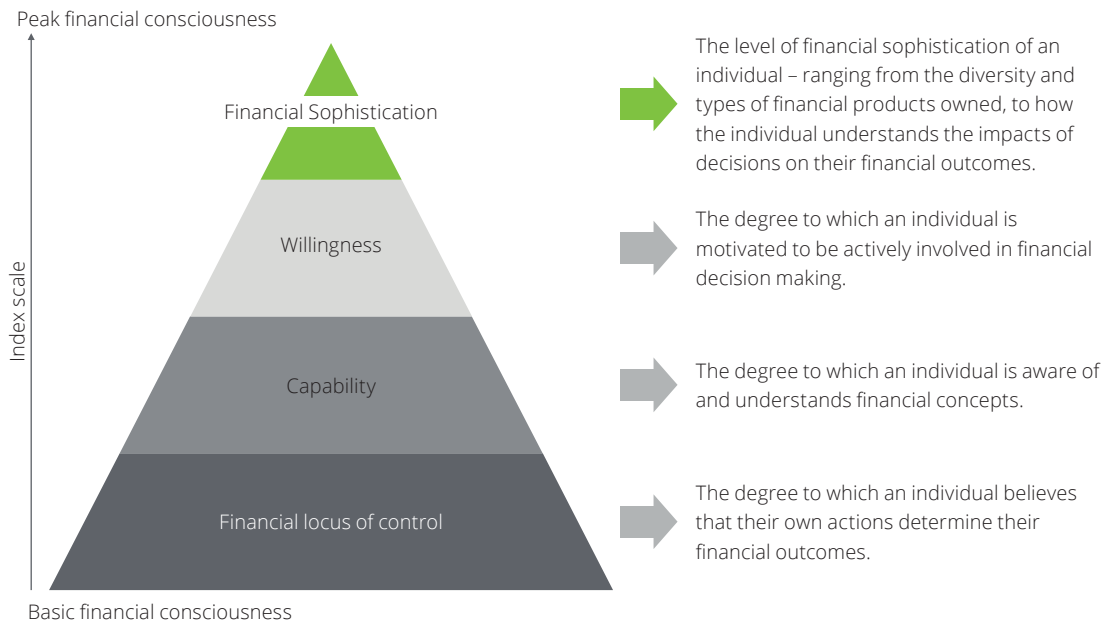 Peak financial consciousness
Index scale
Financial Sophistication
The level of financial sophistication of an
individual – ranging from the diversity and
types of financial products owned, to how
the individual understands the impacts of
decisions on their financial outcomes.
Willingness
The degree to which an individual is
motivated to be actively involved in financial
decision making.
Capability
The degree to which an individual is aware of
and understands financial concepts.
Financial locus of control
The degree to which an individual believes
that their own actions determine their
financial outcomes.
Basic financial consciousness